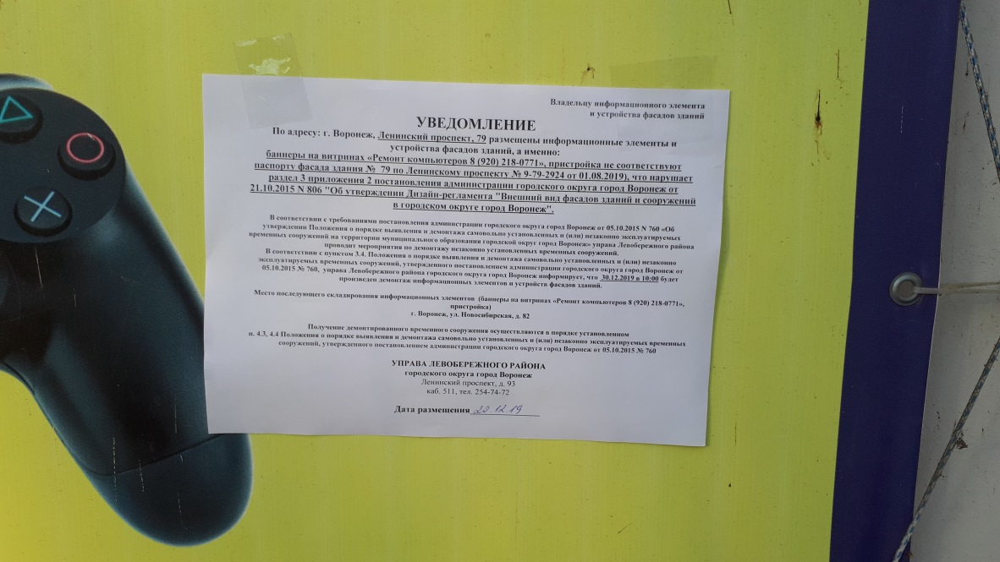 Владельцу информационного элемента
и устройства фасадов зданий
УВЕДОМЛЕНИЕ
По адресу: г. Воронеж, Ленинский проспект, 79 размещены информационные элементы и
устройства фасадов зданий, а именно:
баннеры на витринах «Ремонт компьютеров 8 (920) 218-0771», пристройка не соответствуют
паспорту фасада здания № 79 по Ленинскому проспекту № 9-79-2924 от 01.08.2019), что нарушает
раздел 3 приложения 2 постановления администрации городского округа город Воронеж от
21.10.2015 N 806 "Об утверждении Дизайн-регламента "Внешний вид фасадов зданий и сооружений
в городском округе город Воронеж".
В соответствии с требованиями постановления администрации городского округа город Воронеж от 05.10.2015 N 760 «Об
утверждении Положения о порядке выявления и демонтажа самовольно установленных и (или) незаконно эксплуатируемых
временных сооружений на территории муниципального образования городской округ город Воронеж» управа Левобережного района
проводит мероприятия по демонтажу незаконно установленных временных сооружений.
В соответствии с пунктом 3.4. Положения о порядке выявления и демонтажа самовольно установленных и (или) незаконно
эксплуатируемых временных сооружений, утвержденного постановлением администрации городского округа город Воронеж от
05.10.2015 № 760, управа Левобережного района городского округа город Воронеж информирует, что 30.12.2019 в 10:00 будет
произведен демонтаж информационных элементов и устройств фасадов зданий.
Место последующего складирования информационных элементов (баннеры на витринах «Ремонт компьютеров 8 (920) 218-0771»,
пристройка)
г. Воронеж, ул. Новосибирская, д. 82
Получение демонтированного временного сооружения осуществляются в порядке установленном
п. 4.3, 4.4 Положения о порядке выявления и демонтажа самовольно установленных и (или) незаконно эксплуатируемых временных
сооружений, утвержденного постановлением администрации городского округа город Воронеж от 05.10.2015 № 760
УПРАВА ЛЕВОБЕРЕЖНОГО РАЙОНА
городского округа город Воронеж
Ленинский проспект, д. 93
каб. 511, тел. 254-74-72
Дата размещения 20.12.19